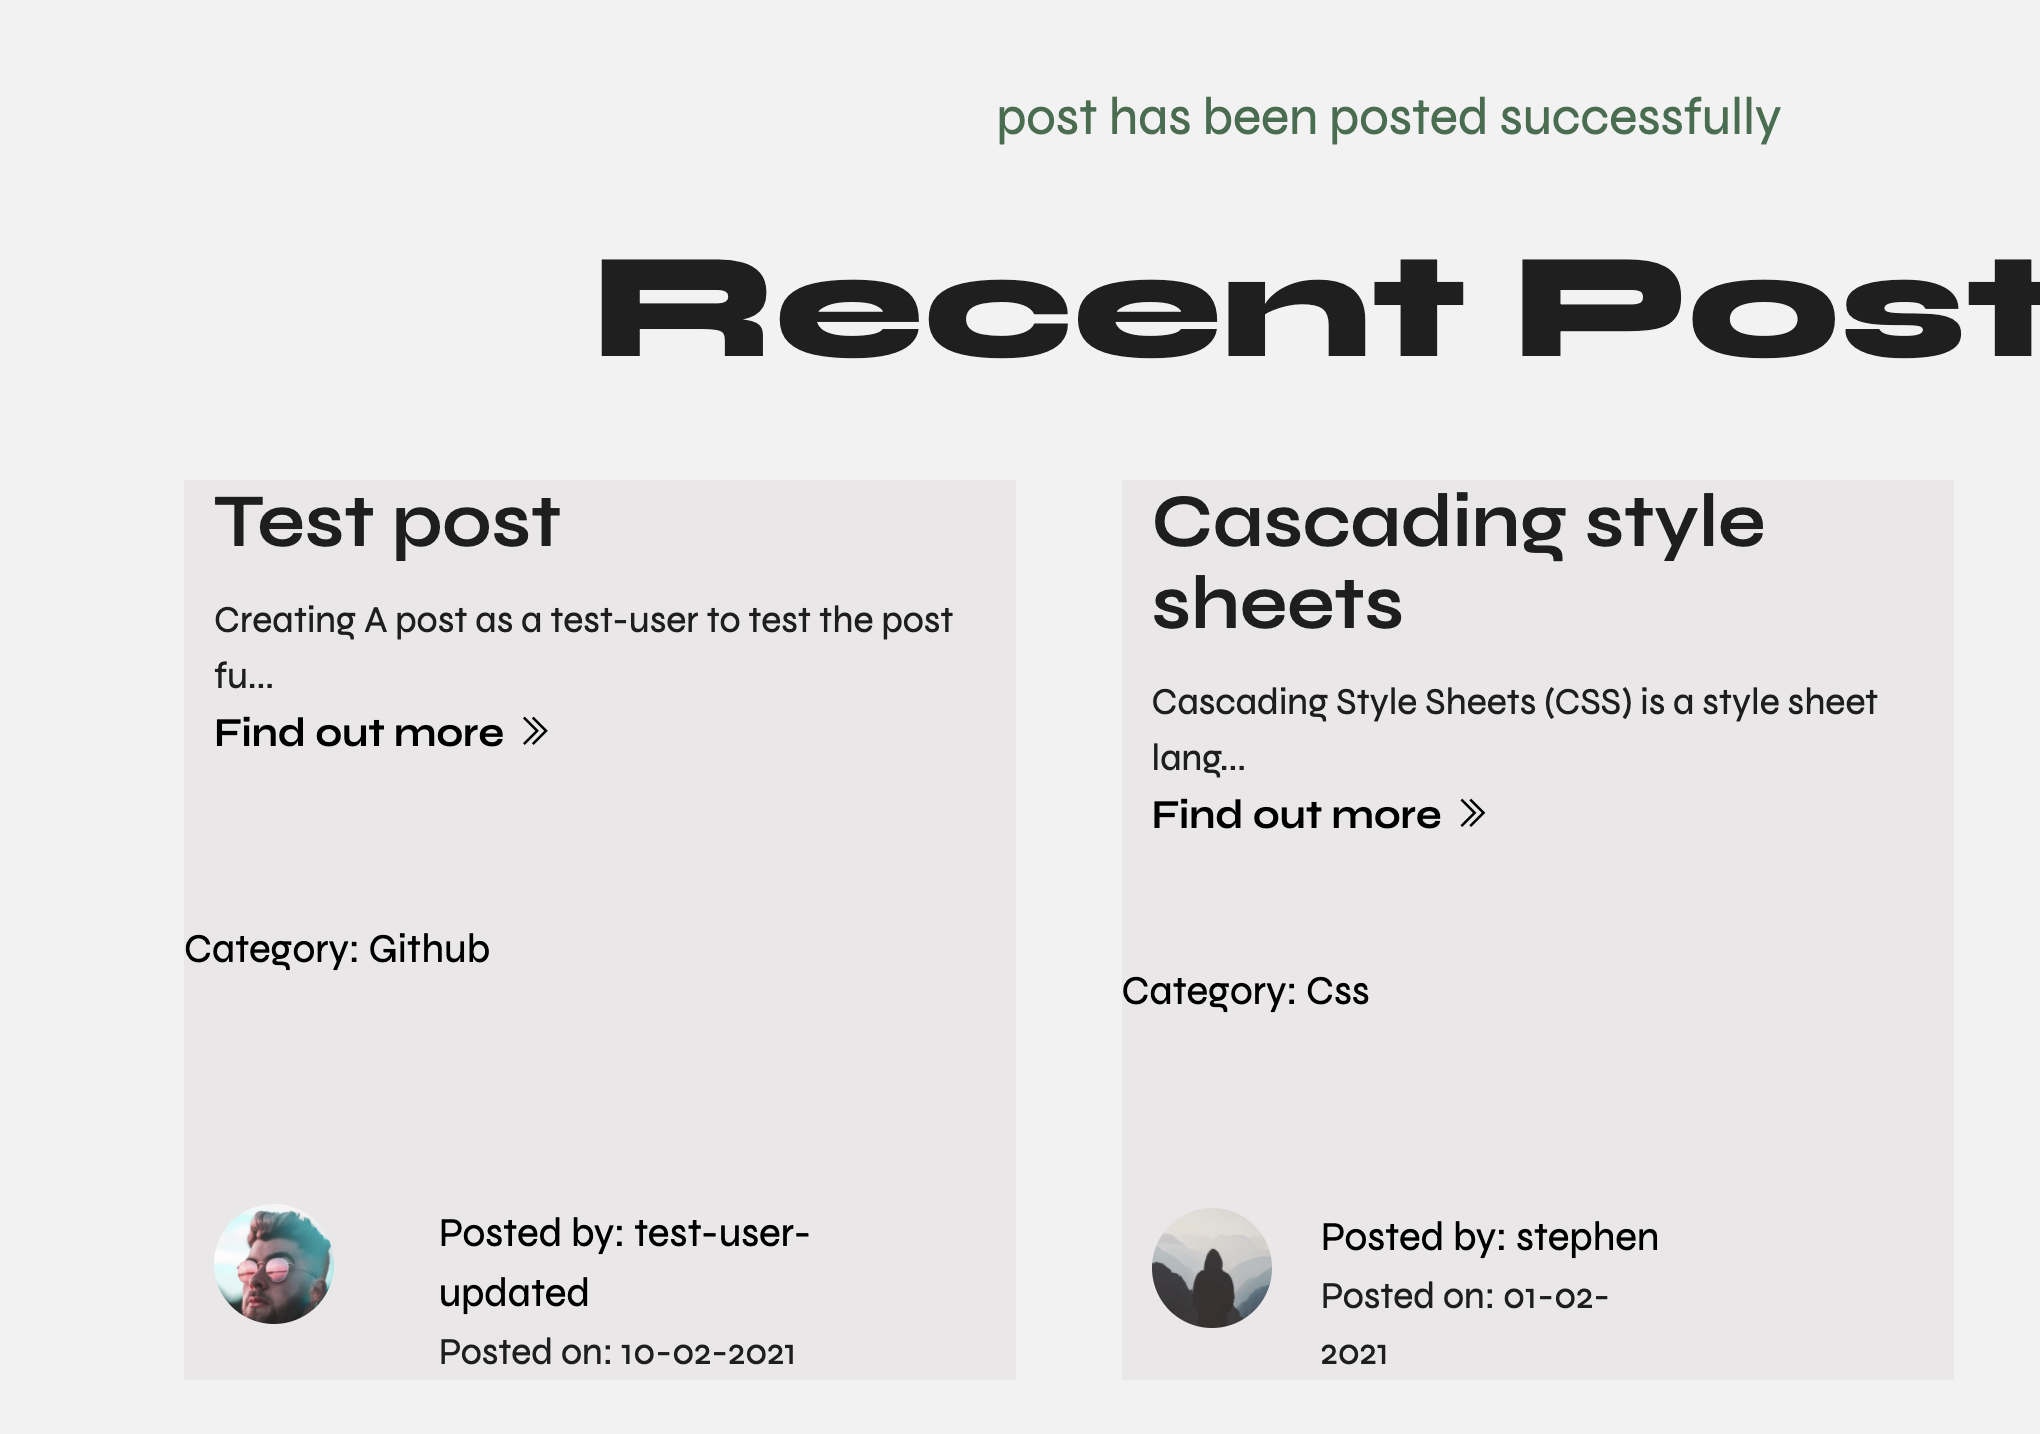 post has been posted successfully
Recent Post
Test post
Creating A post as a test-user to test the post
fu...
Find out more
Category: Github
Posted by: test-user-
updated
Posted on: 10-02-2021
Cascading style
sheets
Cascading Style Sheets (CSS) is a style sheet
lang...
Find out more
Category: Css
Posted by: stephen
Posted on: 01-02-
2021